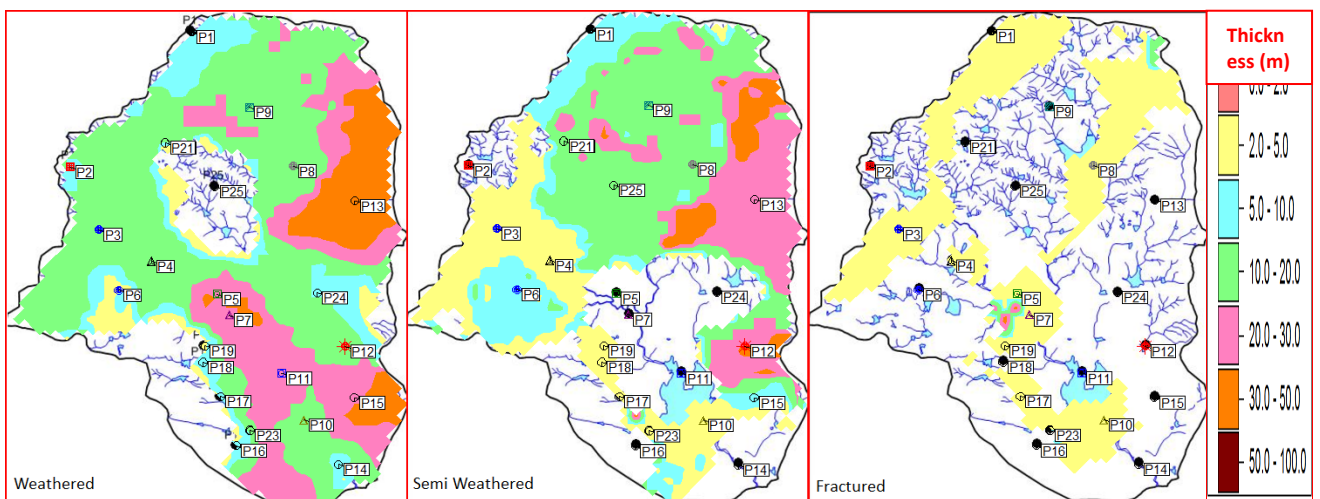 P1
P1
P9
P21
P2
P25
P25
P8
P13
P3
P4
P6
P5
P24
P7
P
P19
P12
P18
P11
P17
P15
P10
P23
P16
P14
Weathered
P1
P9
P21
P2
P8
P25
P13
P3
P4
P6
P5
P24
P7
P19
P12
P18
P11
P17
P15
P10
P23
P16
P14
Semi Weathered
P1
P9
P21
P2
P8
P25
P13
P3
P4
P6
P5
P24
P7
P19
P12
P18
P11
P17
P15
P10
P23
P16
P14
Fractured
Thickn
ess (m)
2.0 - 5.0
5.0 - 10.0
10.0 - 20.0
20.0 - 30.0
30.0 - 50.0
50.0 - 100.0